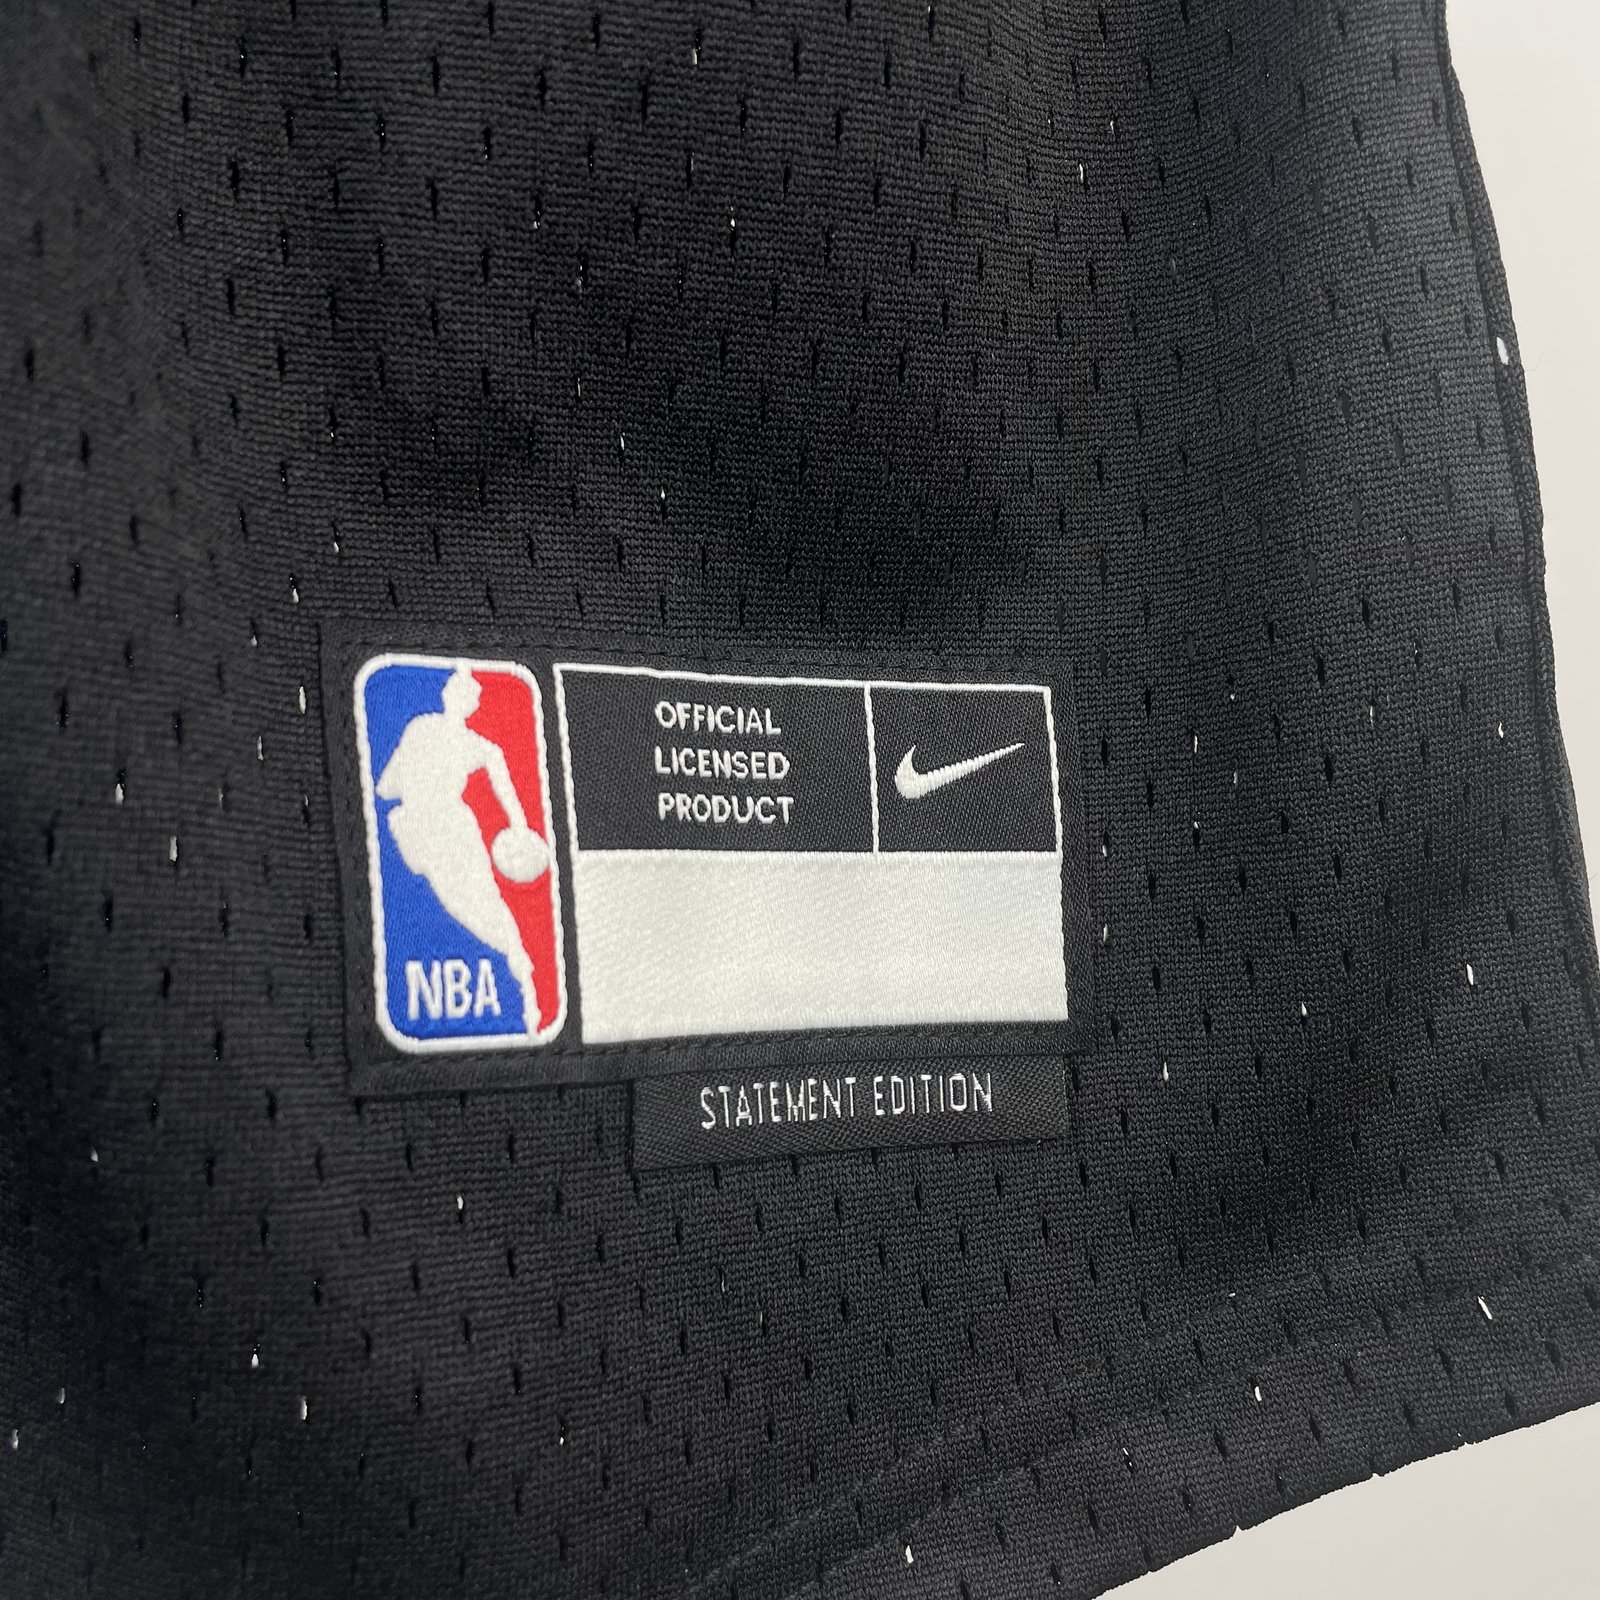 OFFICIAL
LICENSED
PRODUCT
NBA
STATEMENT EDITION